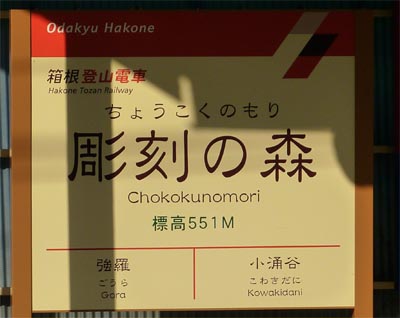 Odakyu Hakone
箱根登山電車
Hakone Tozan Railway
ちょうこくのもり
彫刻の森
Chokokunomori
標高551M
強羅
ごうら
Gora
小涌谷
こわきだに
Kowakidani